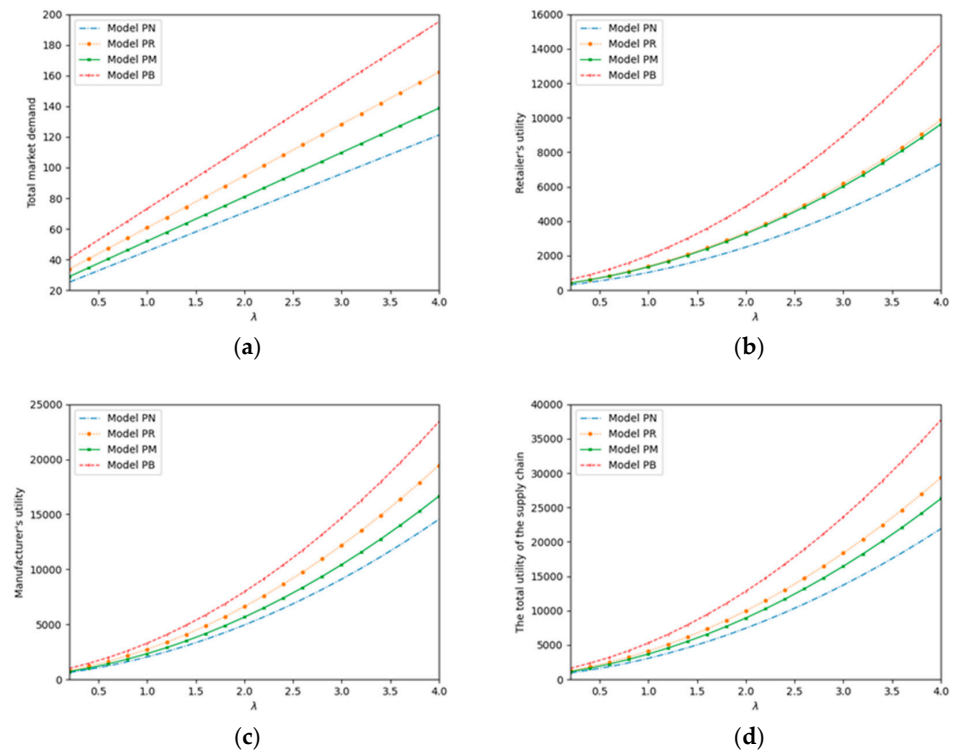 200
180
160
140
120
100
80
60
40
20
Total market demand
Model PN
Model PR
Model PM
Model PB
0.5 1.0 1.5 2.0 2.5 3.0 3.5 4.0
λ
(a)
16000
14000
12000
10000
8000
6000
4000
2000
0
Retailer's utility
Model PN
Model PR
Model PM
Model PB
0.5 1.0 1.5 2.0 2.5 3.0 3.5 4.0
λ
(b)
25000
20000
15000
10000
5000
0
Manufacturer's utility
Model PN
Model PR
Model PM
Model PB
0.5 1.0 1.5 2.0 2.5 3.0 3.5 4.0
λ
(c)
40000
35000
30000
25000
20000
15000
10000
5000
0
The total utility of the supply chain
Model PN
Model PR
Model PM
Model PB
0.5 1.0 1.5 2.0 2.5 3.0 3.5 4.0
λ
(d)